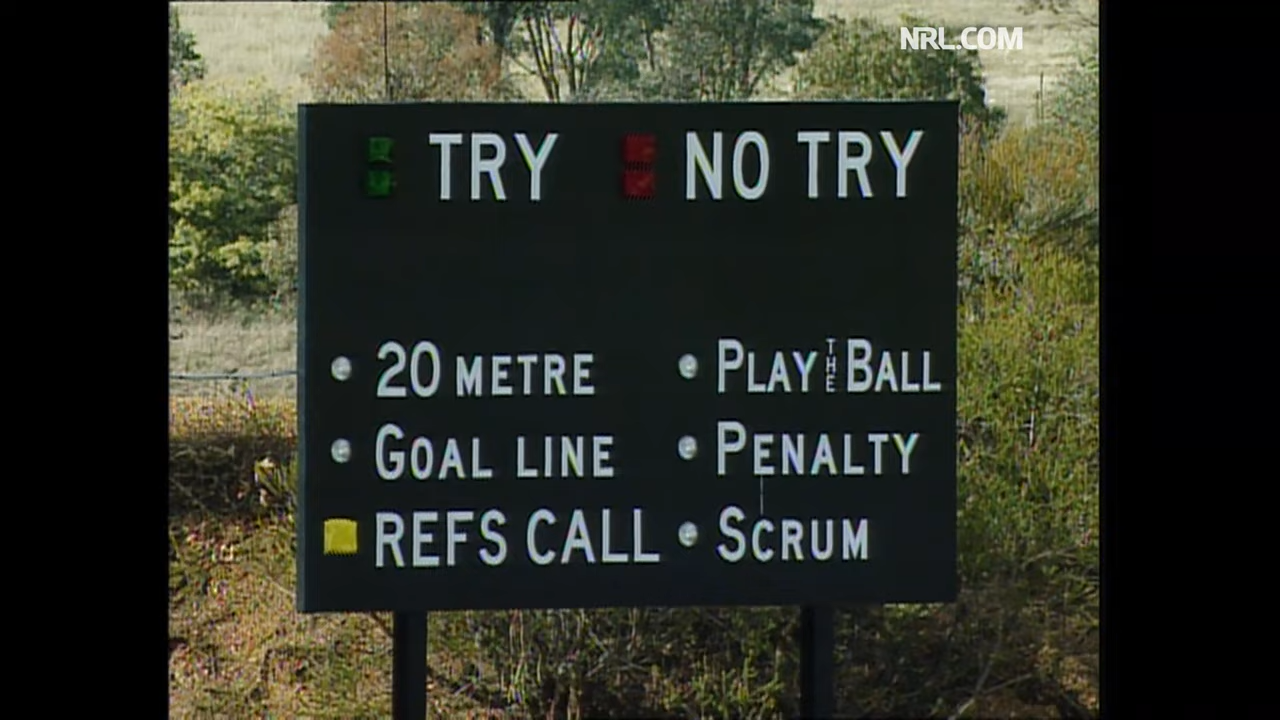 NRL.COM
TRY NO TRY
20 METRE PLAY THE BALL
GOAL LINE PENALTY
REFS CALL SCRUM